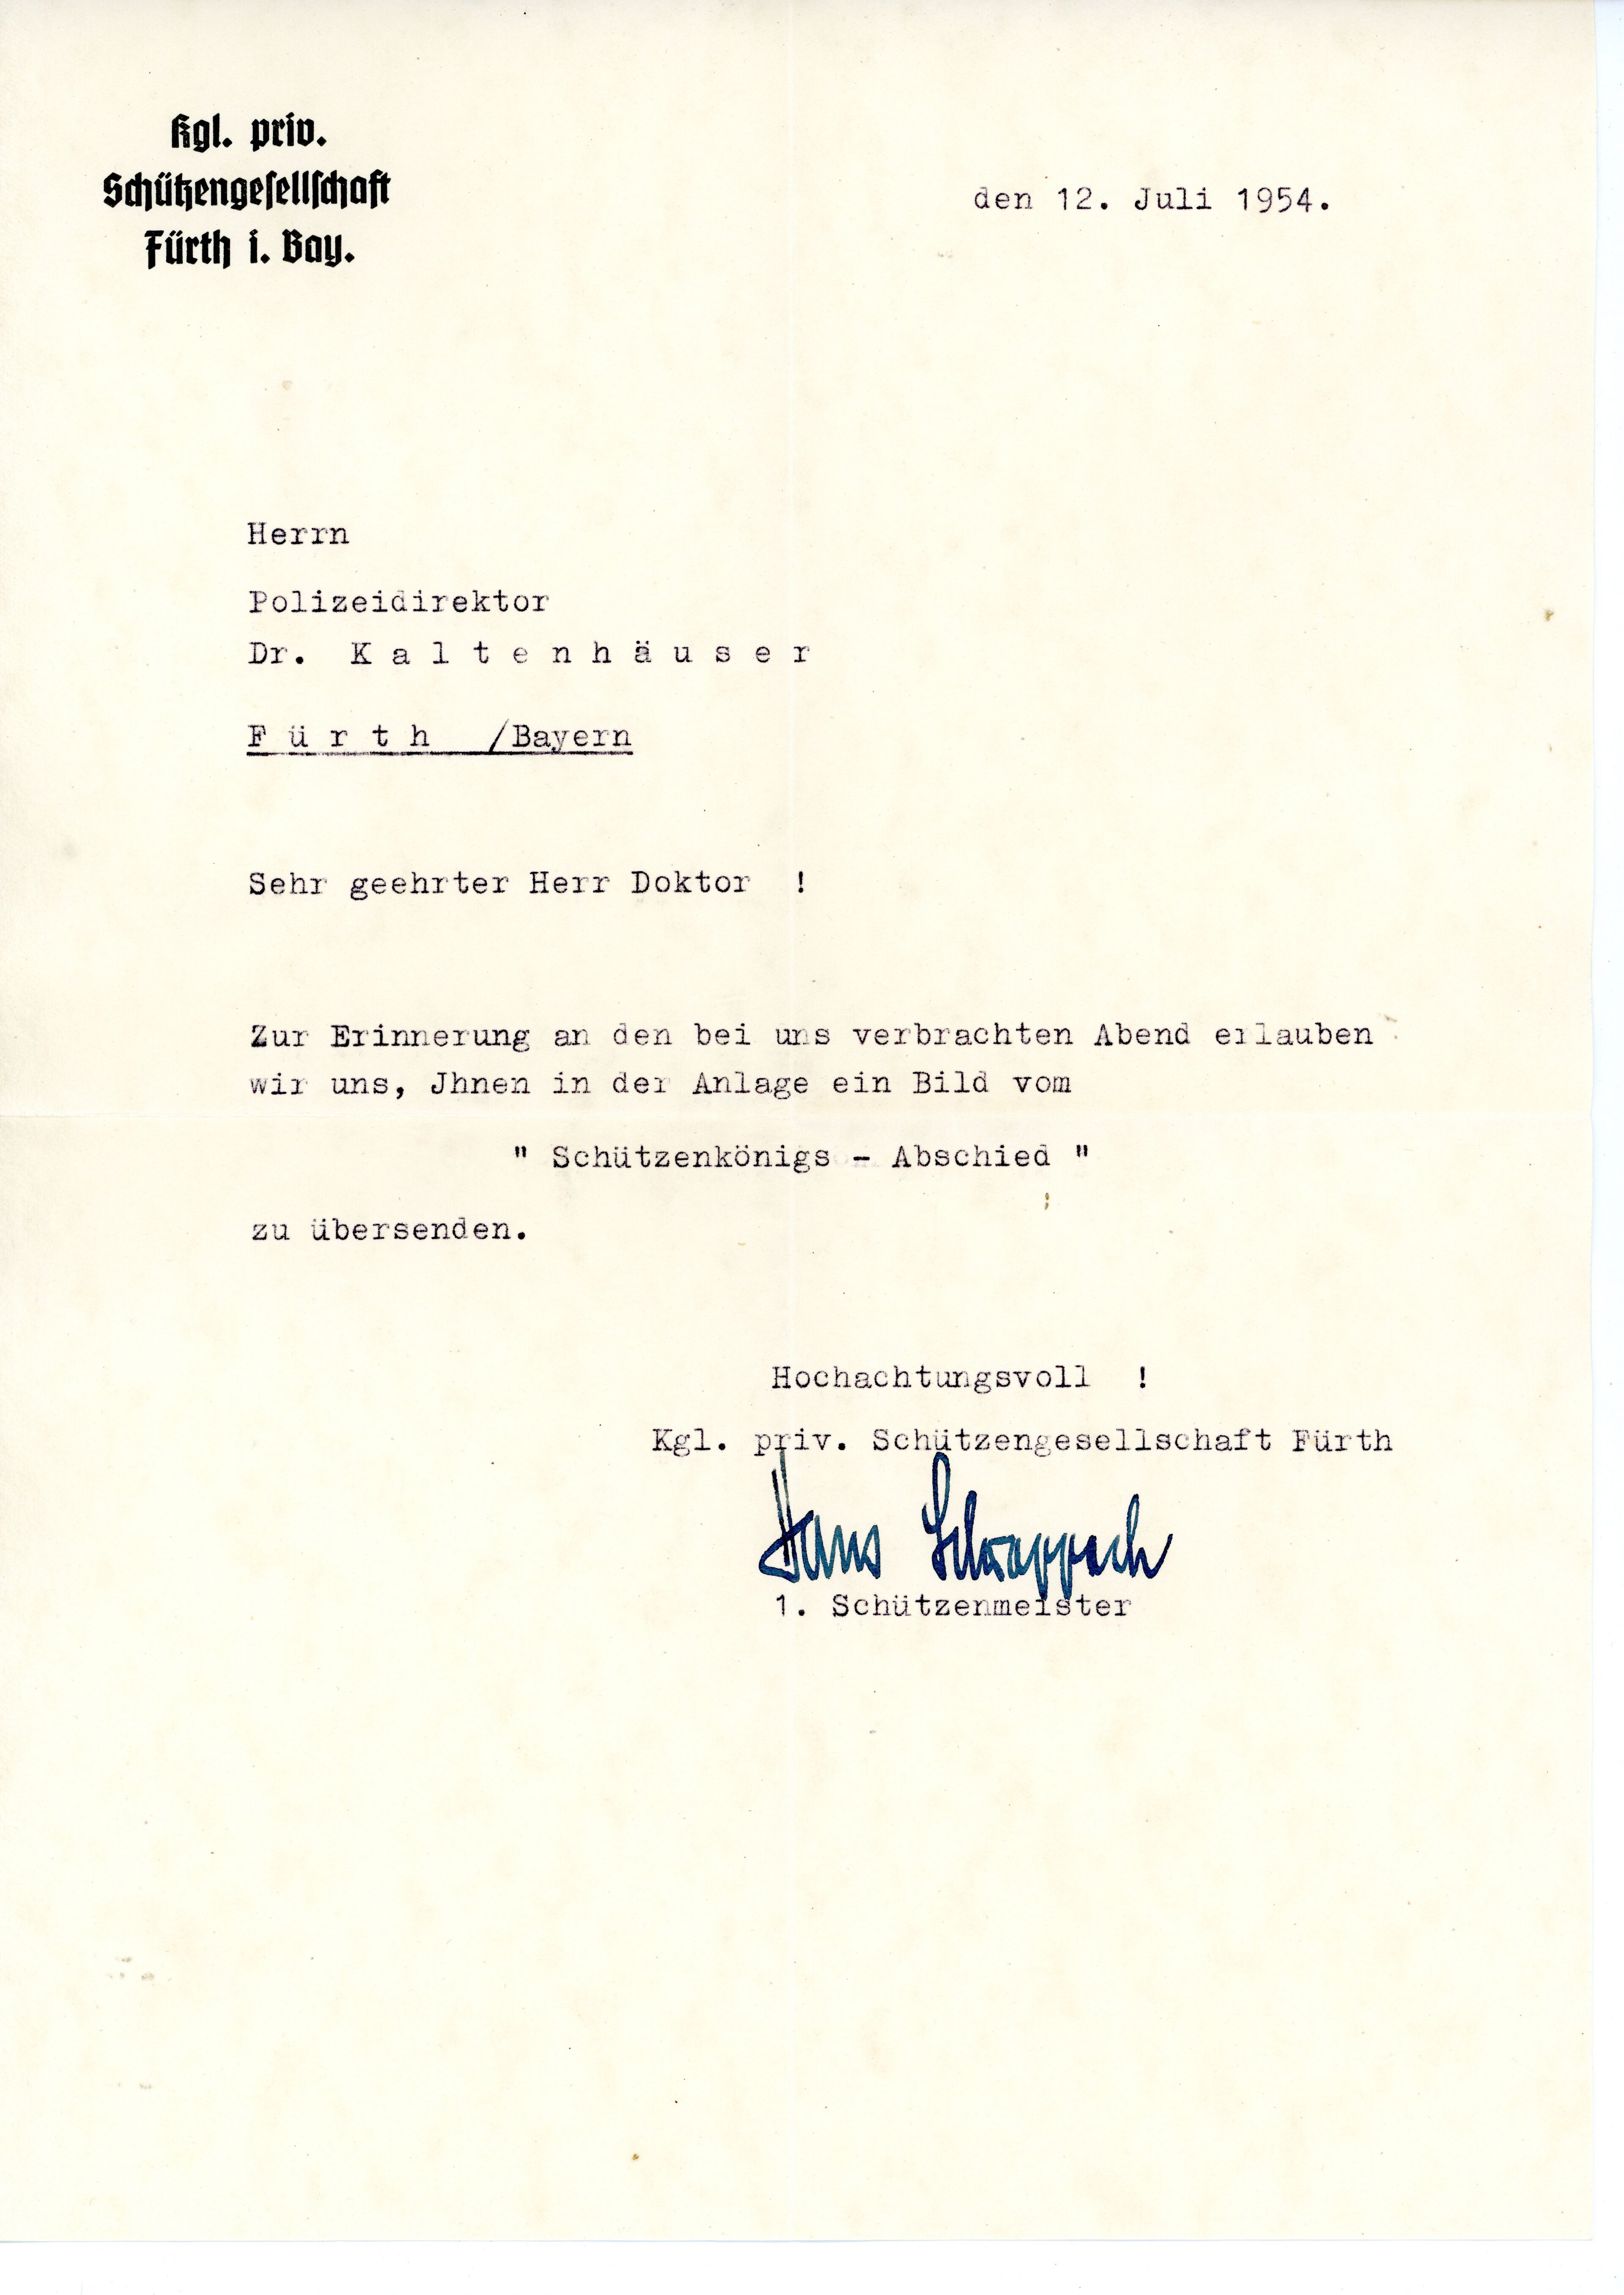 Kgl. priv.
Schützengesellschaft
Fürth i. Bay.
den 12. Juli 1954.
Herrn
Polizeidirektor
Dr. K a l t e n h ä u s e r
F ü r t h /Bayern
Sehr geehrter Herr Doktor !
Zur Erinnerung an den bei uns verbrachten Abend erlauben
wir uns, Jhnen in der Anlage ein Bild vom
" Schützenkönigs - Abschied "
zu übersenden.
Hochachtungsvoll !
Kgl. priv. Schützengesellschaft Fürth
Hans
1. Schützenmeister